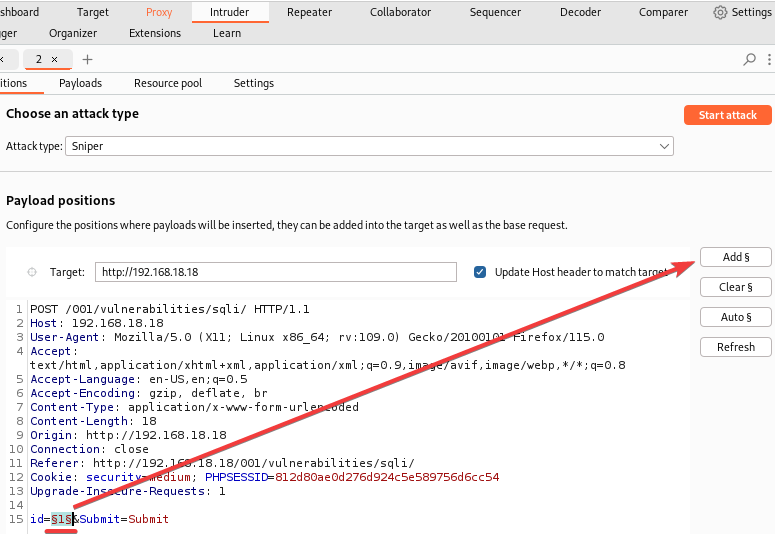 shboard Target Proxy Intruder Repeater Collaborator Sequencer Decoder Comparer Settings
ger Organizer Extensions Learn
× 2 × +
itions Payloads Resource pool Settings
Choose an attack type
Start attack
Attack type: Sniper
Payload positions
Configure the positions where payloads will be inserted, they can be added into the target as well as the base request.
Add §
Target: http://192.168.18.18 Update Host header to match target
Clear §
Auto §
Refresh
1 POST /001/vulnerabilities/sqli/ HTTP/1.1
2 Host: 192.168.18.18
3 User-Agent: Mozilla/5.0 (X11; Linux x86_64; rv:109.0) Gecko/20100101 Firefox/115.0
4 Accept:
text/html,application/xhtml+xml,application/xml;q=0.9,image/avif,image/webp,*/*;q=0.8
5 Accept-Language: en-US,en;q=0.5
6 Accept-Encoding: gzip, deflate, br
7 Content-Type: application/x-www-form-urlencoded
8 Content-Length: 18
9 Origin: http://192.168.18.18
10 Connection: close
11 Referer: http://192.168.18.18/001/vulnerabilities/sqli/
12 Cookie: security=medium; PHPSESSID=812d80ae0d276d924c5e589756d6cc54
13 Upgrade-Insecure-Requests: 1
14
15 id=§1§&Submit=Submit